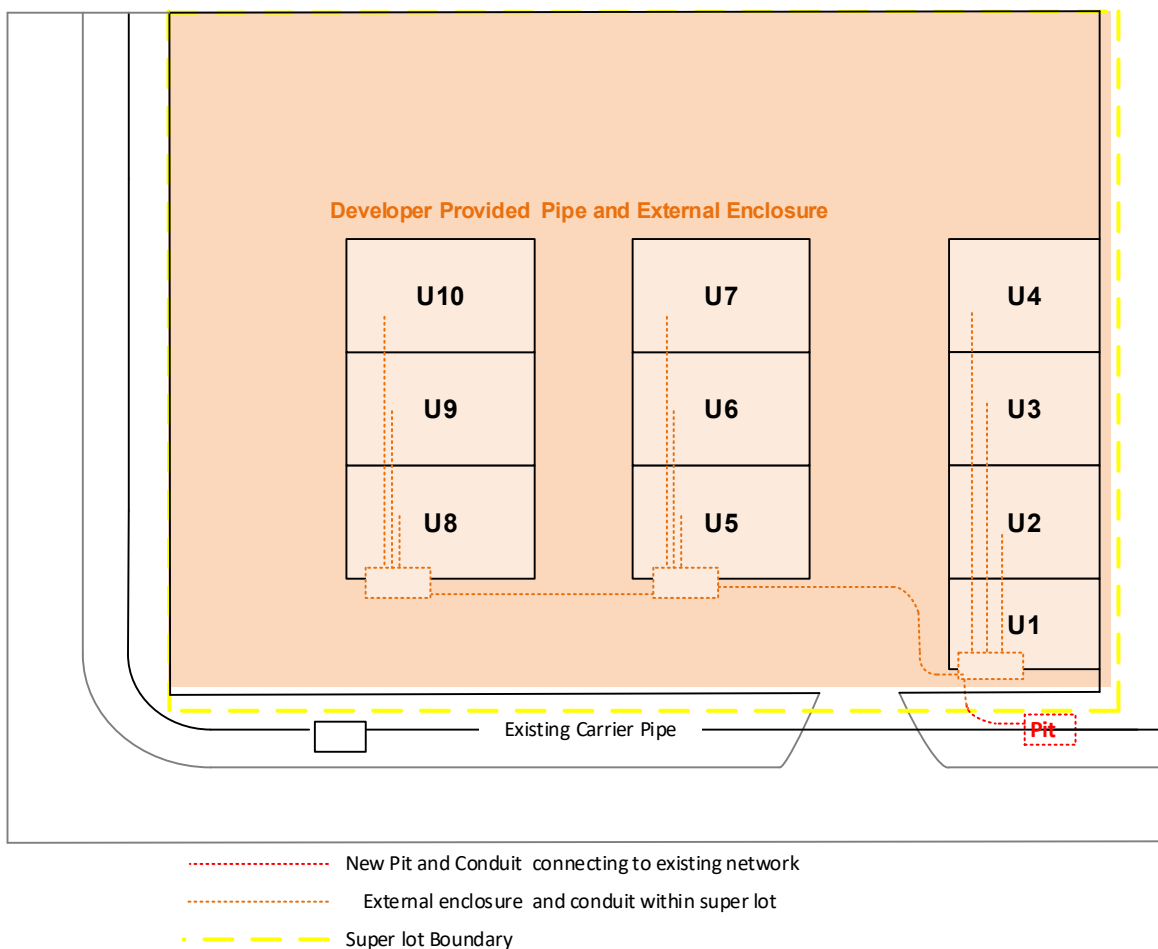 Developer Provided Pipe and External Enclosure
U10
U7
U4
U9
U6
U3
U8
U5
U2
U1
Existing Carrier Pipe
Pit
New Pit and Conduit connecting to existing network
External enclosure and conduit within super lot
Super lot Boundary